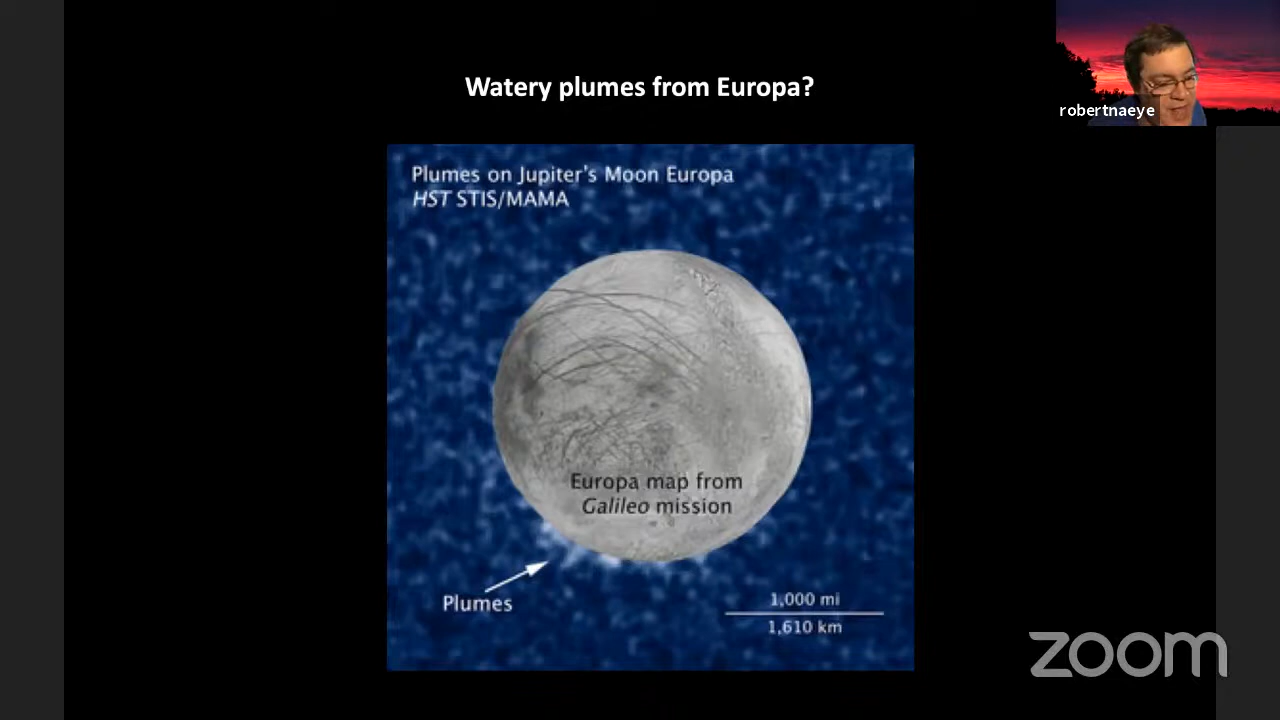 Watery plumes from Europa?
robertnaeye
Plumes on Jupiter's Moon Europa
HST STIS/MAMA
Europa map from
Galileo mission
Plumes
1,000 mi
1,610 km
zoom